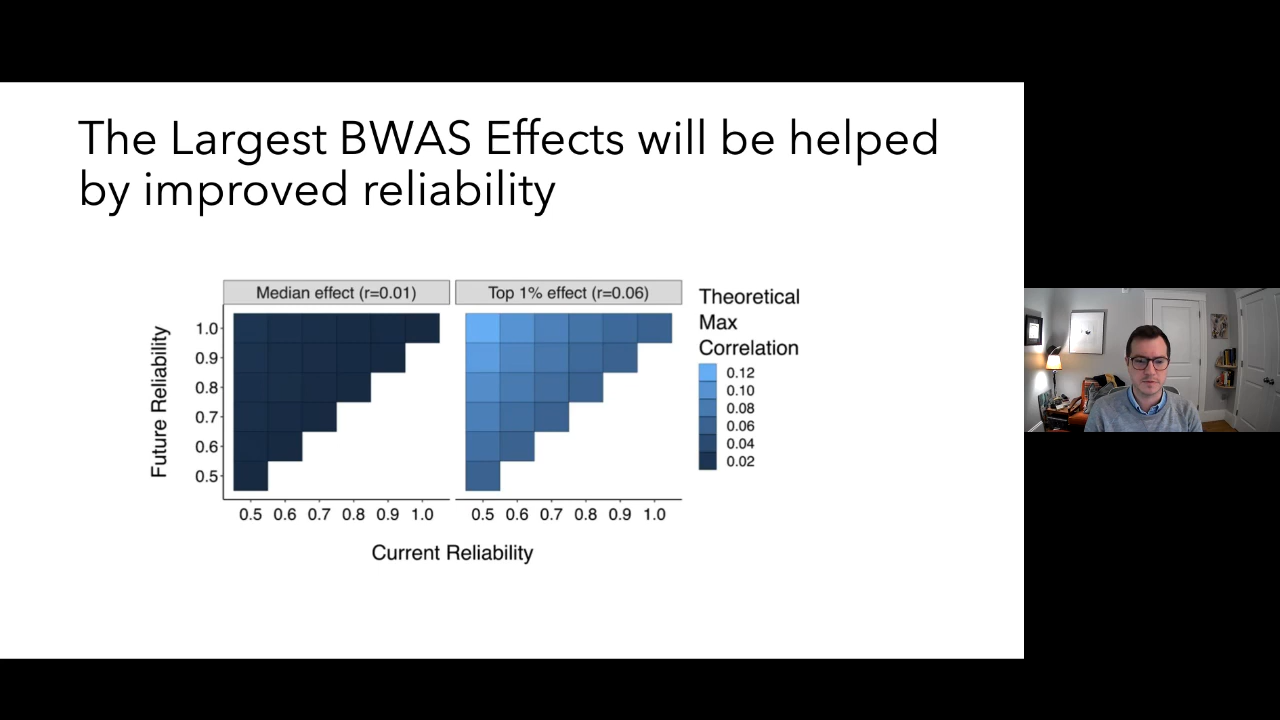 The Largest BWAS Effects will be helped
by improved reliability
Median effect (r=0.01)
Top 1% effect (r=0.06)
Theoretical
Max
Correlation
0.12
0.10
0.08
0.06
0.04
0.02
Future Reliability
1.0
0.9
0.8
0.7
0.6
0.5
0.5 0.6 0.7 0.8 0.9 1.0
0.5 0.6 0.7 0.8 0.9 1.0
Current Reliability